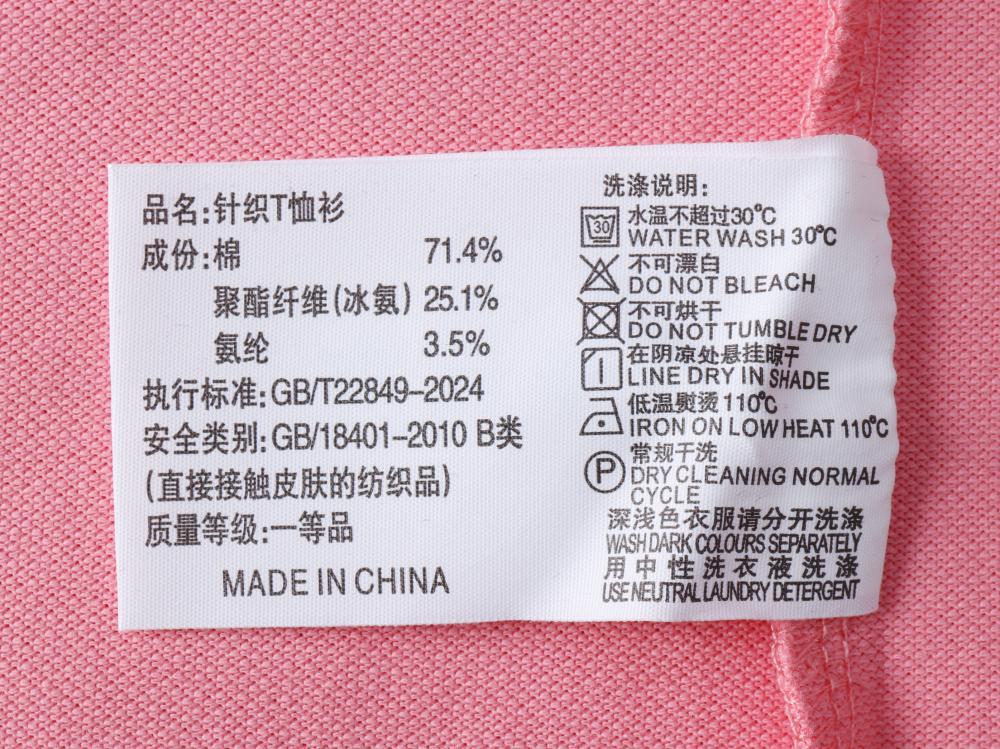 品名:针织T恤衫
成份:棉 71.4%
聚酯纤维(冰氨) 25.1%
氨纶 3.5%
执行标准:GB/T22849-2024
安全类别:GB/18401-2010 B类
(直接接触皮肤的纺织品)
质量等级:一等品
MADE IN CHINA
洗涤说明:
30
水温不超过30℃
WATER WASH 30℃
不可漂白
DO NOT BLEACH
不可烘干
DO NOT TUMBLE DRY
在阴凉处悬挂晾干
LINE DRY IN SHADE
低温熨烫110℃
IRON ON LOW HEAT 110℃
P
常规干洗
DRY CLEANING NORMAL
CYCLE
深浅色衣服请分开洗涤
WASH DARK COLOURS SEPARATELY
用中性洗衣液洗涤
USE NEUTRAL LAUNDRY DETERGENT